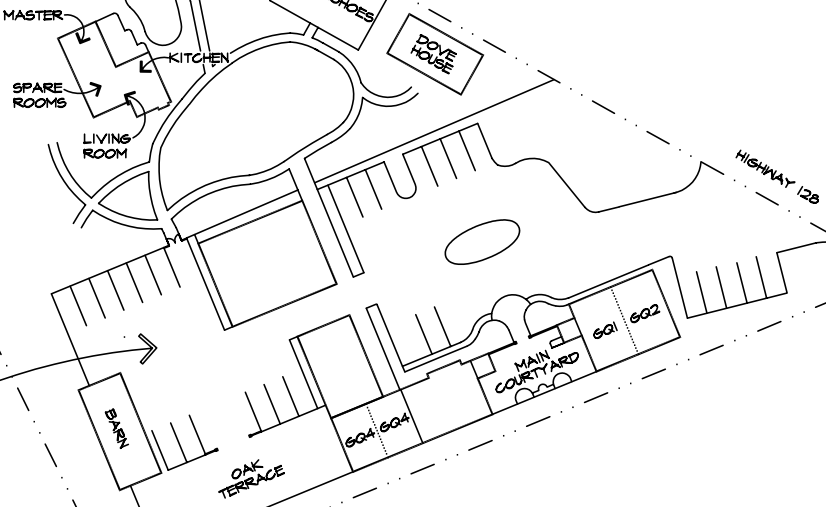 MASTER
KITCHEN
SPARE
ROOMS
LIVING
ROOM
DOVE
HOUSE
HIGHWAY 128
GQ1
GQ2
MAIN
COURTYARD
GQ4
GQ4
BARN
OAK
TERRACE